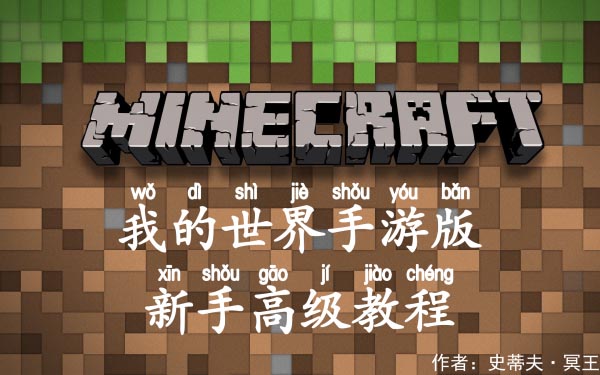 MINECRAFT
wǒ dì shì jiè shǒu yóu bǎn
我的世界手游版
xīn shǒu gāo jí jiào chéng
新手高级教程
作者：史蒂夫·冥王